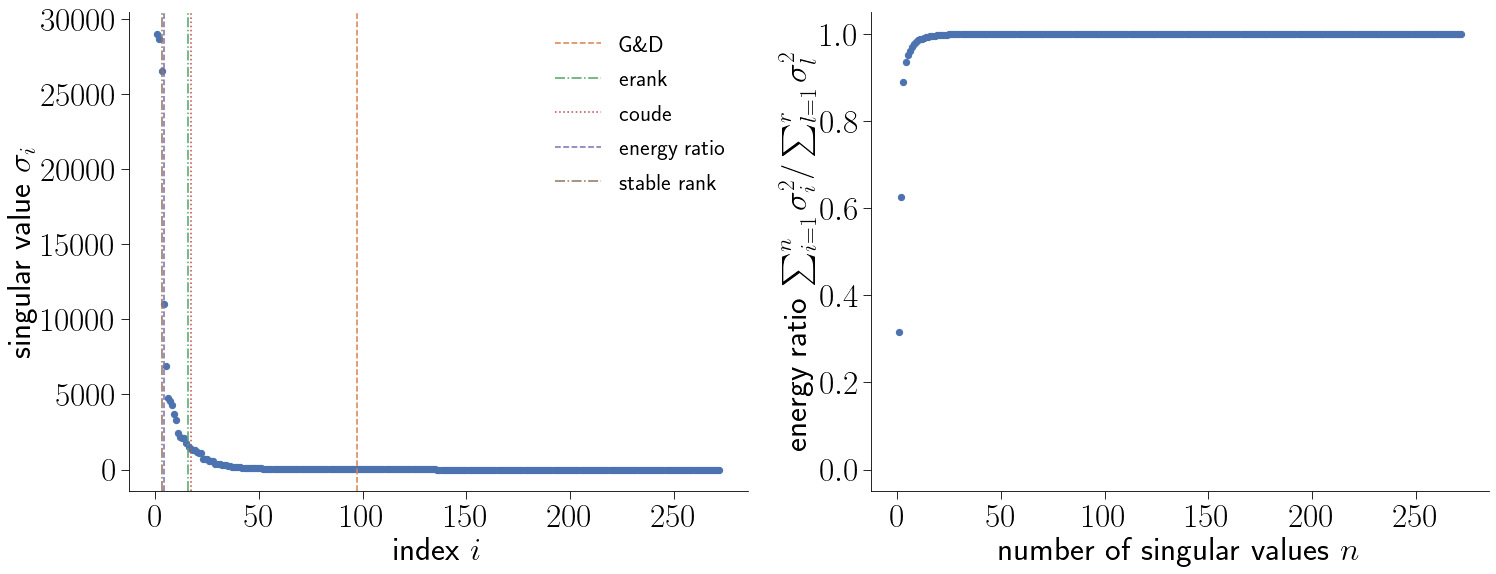 30000
25000
20000
15000
10000
5000
0
singular value σ_i
0 50 100 150 200 250
index i
G&D
erank
coude
energy ratio
stable rank
1.0
0.8
0.6
0.4
0.2
0.0
energy ratio ∑_{i=1}^{n} σ_i^2 / ∑_{l=1}^{r} σ_l^2
0 50 100 150 200 250
number of singular values n